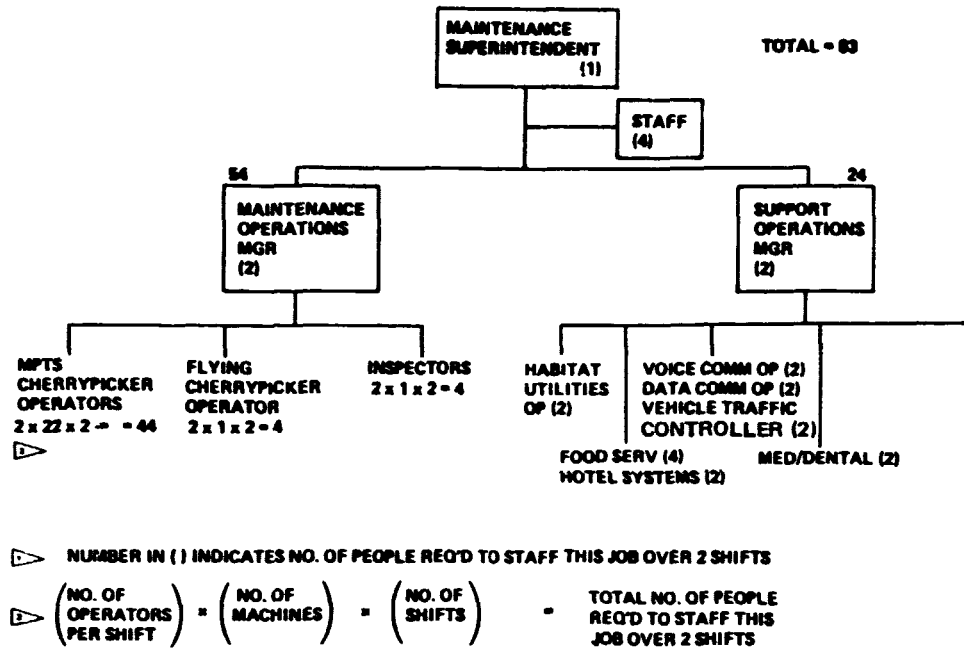 MAINTENANCE
SUPERINTENDENT
(1)
TOTAL = 83
STAFF
(4)
54
MAINTENANCE
OPERATIONS
MGR
(2)
24
SUPPORT
OPERATIONS
MGR
(2)
MPTS
CHERRYPICKER
OPERATORS
2 x 22 x 2 = = 44
FLYING
CHERRYPICKER
OPERATOR
2 x 1 x 2 = 4
INSPECTORS
2 x 1 x 2 = 4
HABITAT
UTILITIES
OP (2)
VOICE COMM OP (2)
DATA COMM OP (2)
VEHICLE TRAFFIC
CONTROLLER (2)
FOOD SERV (4)
HOTEL SYSTEMS (2)
MED/DENTAL (2)
NUMBER IN ( ) INDICATES NO. OF PEOPLE REQ'D TO STAFF THIS JOB OVER 2 SHIFTS
(NO. OF
OPERATORS
PER SHIFT)
x
(NO. OF
MACHINES)
x
(NO. OF
SHIFTS)
=
TOTAL NO. OF PEOPLE
REQ'D TO STAFF THIS
JOB OVER 2 SHIFTS